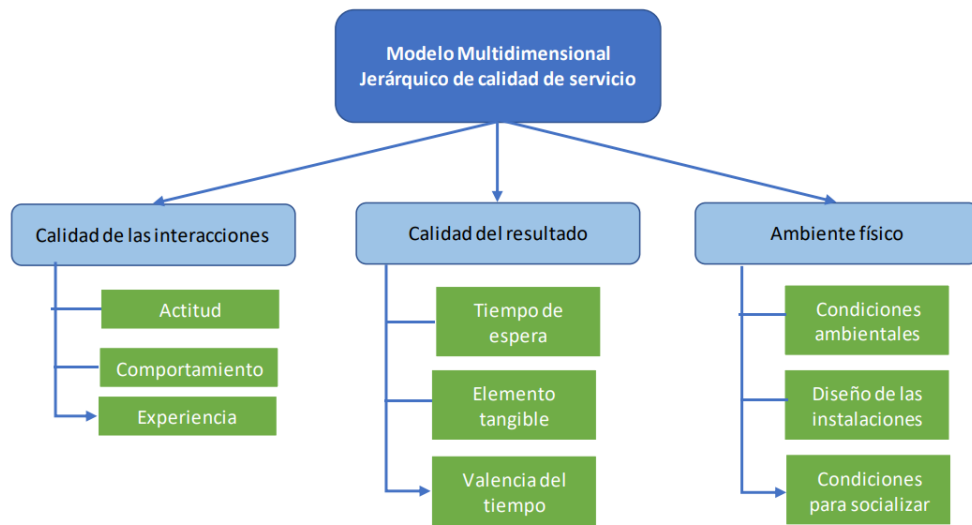 Modelo Multidimensional
Jerárquico de calidad de servicio
Calidad de las interacciones
Actitud
Comportamiento
Experiencia
Calidad del resultado
Tiempo de
espera
Elemento
tangible
Valencia del
tiempo
Ambiente físico
Condiciones
ambientales
Diseño de las
instalaciones
Condiciones
para socializar